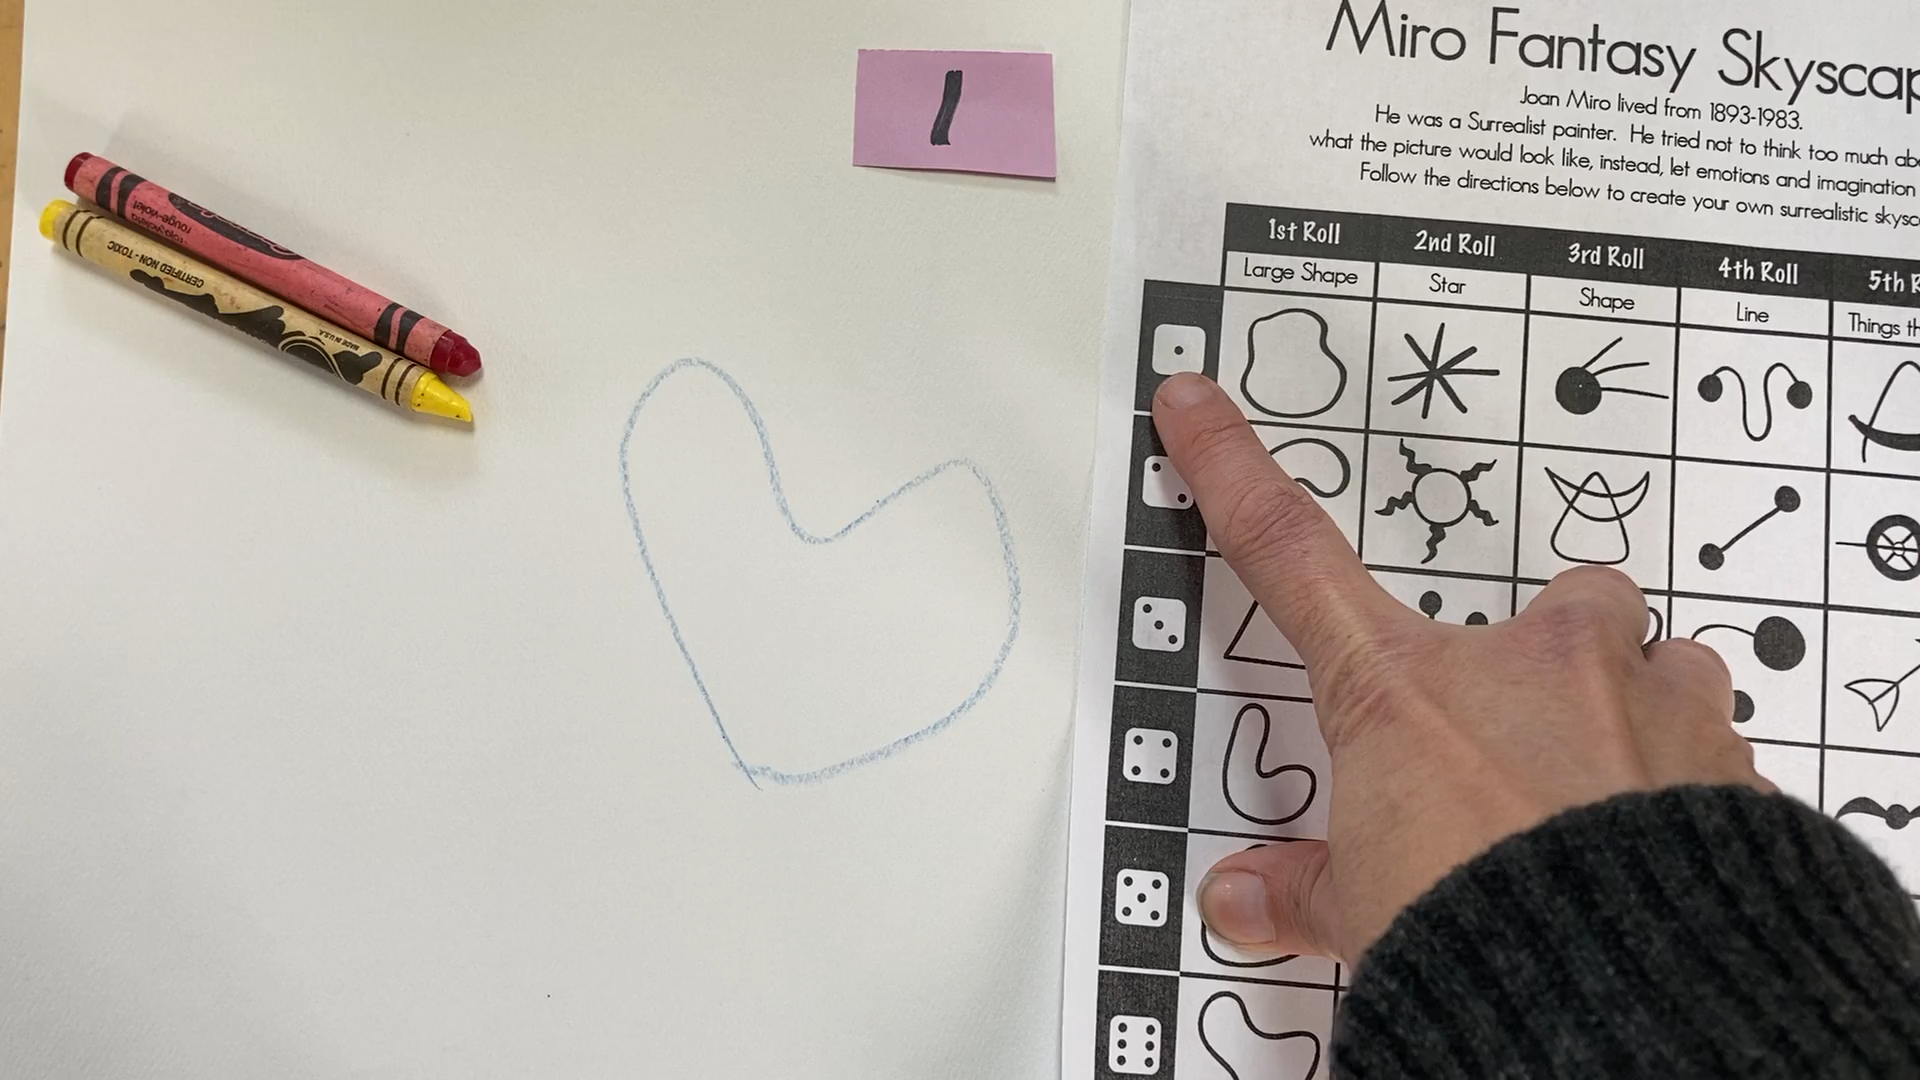 1
Miro Fantasy Skyscap
Joan Miro lived from 1893-1983.
He was a Surrealist painter. He tried not to think too much abo
what the picture would look like, instead, let emotions and imagination
Follow the directions below to create your own surrealistic skysc
1st Roll
2nd Roll
3rd Roll
4th Roll
5th R
Large Shape
Star
Shape
Line
Things th
rouge-violet
CERTIFIED NON - TOXIC
MADE IN U.S.A.